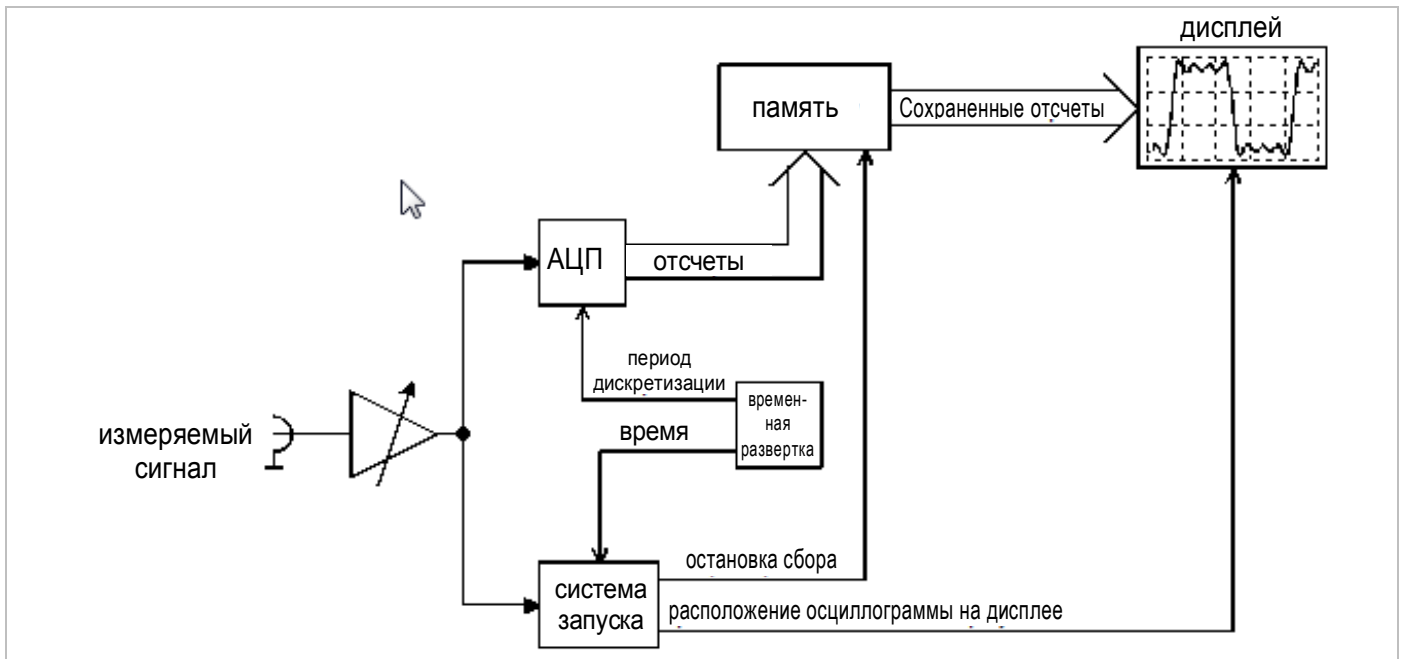 дисплей
память
Сохраненные отсчеты
АЦП
отсчеты
период
дискретизации
времен-
ная
развертка
время
измеряемый
сигнал
остановка сбора
система
запуска
расположение осциллограммы на дисплее